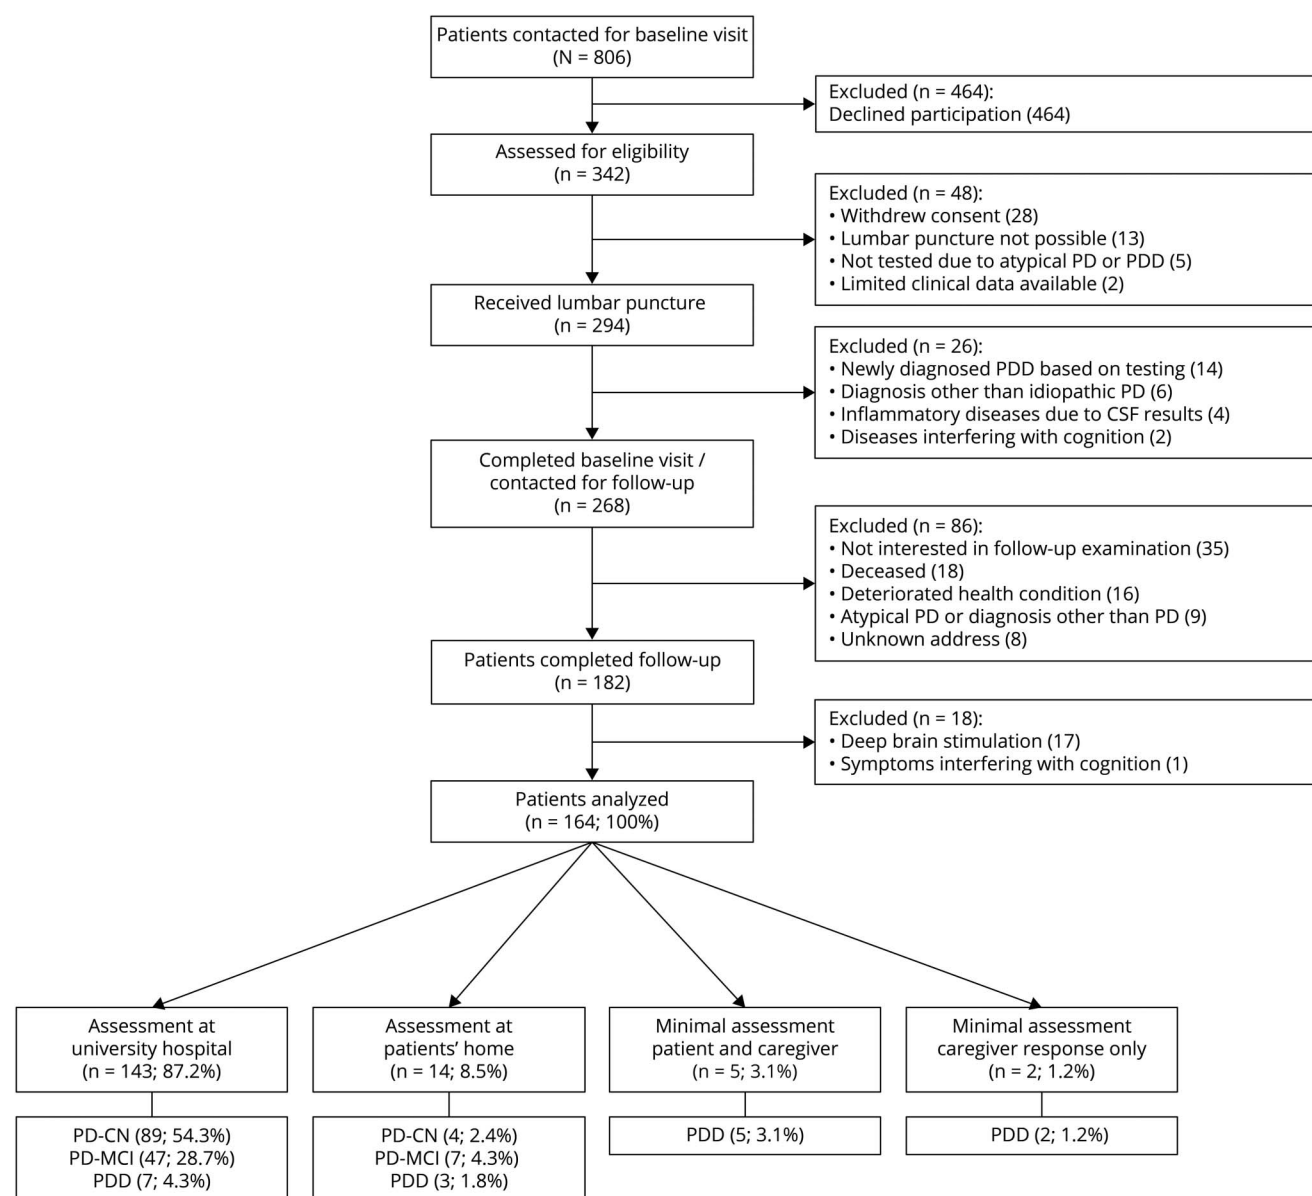 Patients contacted for baseline visit
(N = 806)
Excluded (n = 464):
Declined participation (464)
Assessed for eligibility
(n = 342)
Excluded (n = 48):
• Withdrew consent (28)
• Lumbar puncture not possible (13)
• Not tested due to atypical PD or PDD (5)
• Limited clinical data available (2)
Received lumbar puncture
(n = 294)
Excluded (n = 26):
• Newly diagnosed PDD based on testing (14)
• Diagnosis other than idiopathic PD (6)
• Inflammatory diseases due to CSF results (4)
• Diseases interfering with cognition (2)
Completed baseline visit /
contacted for follow-up
(n = 268)
Excluded (n = 86):
• Not interested in follow-up examination (35)
• Deceased (18)
• Deteriorated health condition (16)
• Atypical PD or diagnosis other than PD (9)
• Unknown address (8)
Patients completed follow-up
(n = 182)
Excluded (n = 18):
• Deep brain stimulation (17)
• Symptoms interfering with cognition (1)
Patients analyzed
(n = 164; 100%)
Assessment at
university hospital
(n = 143; 87.2%)
PD-CN (89; 54.3%)
PD-MCI (47; 28.7%)
PDD (7; 4.3%)
Assessment at
patients’ home
(n = 14; 8.5%)
PD-CN (4; 2.4%)
PD-MCI (7; 4.3%)
PDD (3; 1.8%)
Minimal assessment
patient and caregiver
(n = 5; 3.1%)
PDD (5; 3.1%)
Minimal assessment
caregiver response only
(n = 2; 1.2%)
PDD (2; 1.2%)